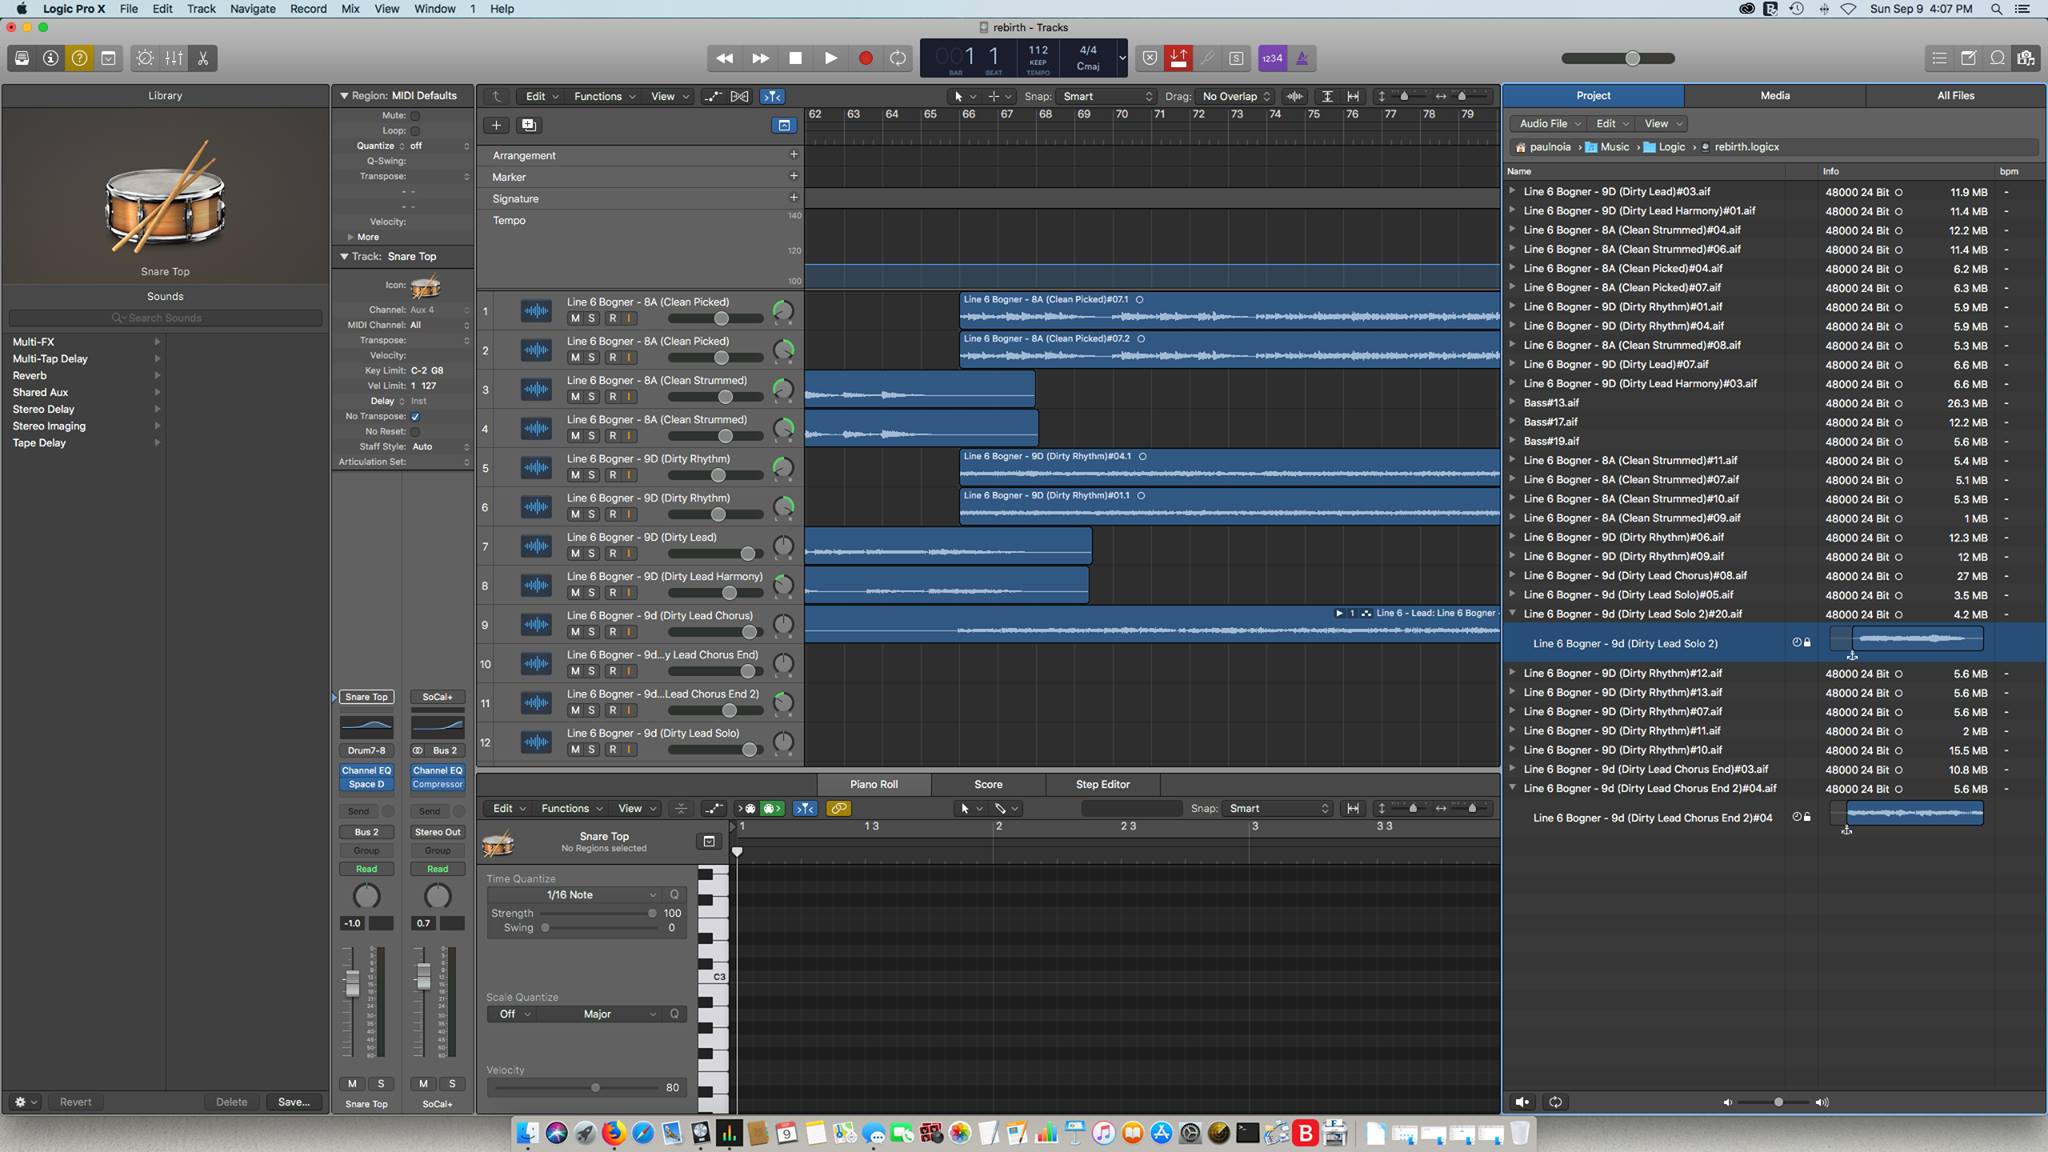 Logic Pro X File Edit Track Navigate Record Mix View Window 1 Help Sun Sep 9 4:07 PM
rebirth - Tracks
001 1 112 4/4
KEEP Cmaj
BAR BEAT TEMPO
S 1234
Library
Snare Top
Sounds
Search Sounds
Multi-FX
Multi-Tap Delay
Reverb
Shared Aux
Stereo Delay
Stereo Imaging
Tape Delay
Revert Delete Save...
Region: MIDI Defaults
Mute:
Loop:
Quantize off
Q-Swing:
Transpose:
- -
- -
Velocity:
More
Track: Snare Top
Icon:
Channel: Aux 4
MIDI Channel: All
Transpose:
Velocity:
Key Limit: C-2 G8
Vel Limit: 1 127
Delay Inst
No Transpose:
No Reset:
Staff Style: Auto
Articulation Set:
Snare Top SoCal+
Drum7-8 Bus 2
Channel EQ Channel EQ
Space D Compressor
Send Send
Bus 2 Stereo Out
Group Group
Read Read
-1.0 0.7
M S M S
Snare Top SoCal+
Edit Functions View Snap: Smart Drag: No Overlap
62 63 64 65 66 67 68 69 70 71 72 73 74 75 76 77 78 79
Arrangement
Marker
Signature
Tempo 140
120
100
1 Line 6 Bogner - 8A (Clean Picked) Line 6 Bogner - 8A (Clean Picked)#07.1
M S R I
2 Line 6 Bogner - 8A (Clean Picked) Line 6 Bogner - 8A (Clean Picked)#07.2
M S R I
3 Line 6 Bogner - 8A (Clean Strummed)
M S R I
4 Line 6 Bogner - 8A (Clean Strummed)
M S R I
5 Line 6 Bogner - 9D (Dirty Rhythm) Line 6 Bogner - 9D (Dirty Rhythm)#04.1
M S R I
6 Line 6 Bogner - 9D (Dirty Rhythm) Line 6 Bogner - 9D (Dirty Rhythm)#01.1
M S R I
7 Line 6 Bogner - 9D (Dirty Lead)
M S R I
8 Line 6 Bogner - 9D (Dirty Lead Harmony)
M S R I
9 Line 6 Bogner - 9d (Dirty Lead Chorus) 1 Line 6 - Lead: Line 6 Bogner -
M S R I
10 Line 6 Bogner - 9d...y Lead Chorus End)
M S R I
11 Line 6 Bogner - 9d...Lead Chorus End 2)
M S R I
12 Line 6 Bogner - 9d (Dirty Lead Solo)
M S R I
Piano Roll Score Step Editor
Edit Functions View Snap: Smart
1 1 3 2 2 3 3 3 3
Snare Top
No Regions selected
Time Quantize
1/16 Note Q
Strength 100
Swing 0
C3
Scale Quantize
Off Major Q
Velocity
80
Project Media All Files
Audio File Edit View
paulnoia Music Logic rebirth.logicx
Name Info bpm
Line 6 Bogner - 9D (Dirty Lead)#03.aif 48000 24 Bit 11.9 MB -
Line 6 Bogner - 9D (Dirty Lead Harmony)#01.aif 48000 24 Bit 11.4 MB -
Line 6 Bogner - 8A (Clean Strummed)#04.aif 48000 24 Bit 12.2 MB -
Line 6 Bogner - 8A (Clean Strummed)#06.aif 48000 24 Bit 11.4 MB -
Line 6 Bogner - 8A (Clean Picked)#04.aif 48000 24 Bit 6.2 MB -
Line 6 Bogner - 8A (Clean Picked)#07.aif 48000 24 Bit 6.3 MB -
Line 6 Bogner - 9D (Dirty Rhythm)#01.aif 48000 24 Bit 5.9 MB -
Line 6 Bogner - 9D (Dirty Rhythm)#04.aif 48000 24 Bit 5.9 MB -
Line 6 Bogner - 8A (Clean Strummed)#08.aif 48000 24 Bit 5.3 MB -
Line 6 Bogner - 9D (Dirty Lead)#07.aif 48000 24 Bit 6.6 MB -
Line 6 Bogner - 9D (Dirty Lead Harmony)#03.aif 48000 24 Bit 6.6 MB -
Bass#13.aif 48000 24 Bit 26.3 MB -
Bass#17.aif 48000 24 Bit 12.2 MB -
Bass#19.aif 48000 24 Bit 5.6 MB -
Line 6 Bogner - 8A (Clean Strummed)#11.aif 48000 24 Bit 5.4 MB -
Line 6 Bogner - 8A (Clean Strummed)#07.aif 48000 24 Bit 5.1 MB -
Line 6 Bogner - 8A (Clean Strummed)#10.aif 48000 24 Bit 5.3 MB -
Line 6 Bogner - 8A (Clean Strummed)#09.aif 48000 24 Bit 1 MB -
Line 6 Bogner - 9D (Dirty Rhythm)#06.aif 48000 24 Bit 12.3 MB -
Line 6 Bogner - 9D (Dirty Rhythm)#09.aif 48000 24 Bit 12 MB -
Line 6 Bogner - 9d (Dirty Lead Chorus)#08.aif 48000 24 Bit 27 MB -
Line 6 Bogner - 9d (Dirty Lead Solo)#05.aif 48000 24 Bit 3.5 MB -
Line 6 Bogner - 9d (Dirty Lead Solo 2)#20.aif 48000 24 Bit 4.2 MB -
Line 6 Bogner - 9d (Dirty Lead Solo 2)
Line 6 Bogner - 9D (Dirty Rhythm)#12.aif 48000 24 Bit 5.6 MB -
Line 6 Bogner - 9D (Dirty Rhythm)#13.aif 48000 24 Bit 5.6 MB -
Line 6 Bogner - 9D (Dirty Rhythm)#07.aif 48000 24 Bit 5.6 MB -
Line 6 Bogner - 9D (Dirty Rhythm)#11.aif 48000 24 Bit 2 MB -
Line 6 Bogner - 9D (Dirty Rhythm)#10.aif 48000 24 Bit 15.5 MB -
Line 6 Bogner - 9d (Dirty Lead Chorus End)#03.aif 48000 24 Bit 10.8 MB -
Line 6 Bogner - 9d (Dirty Lead Chorus End 2)#04.aif 48000 24 Bit 5.6 MB -
Line 6 Bogner - 9d (Dirty Lead Chorus End 2)#04
9 B